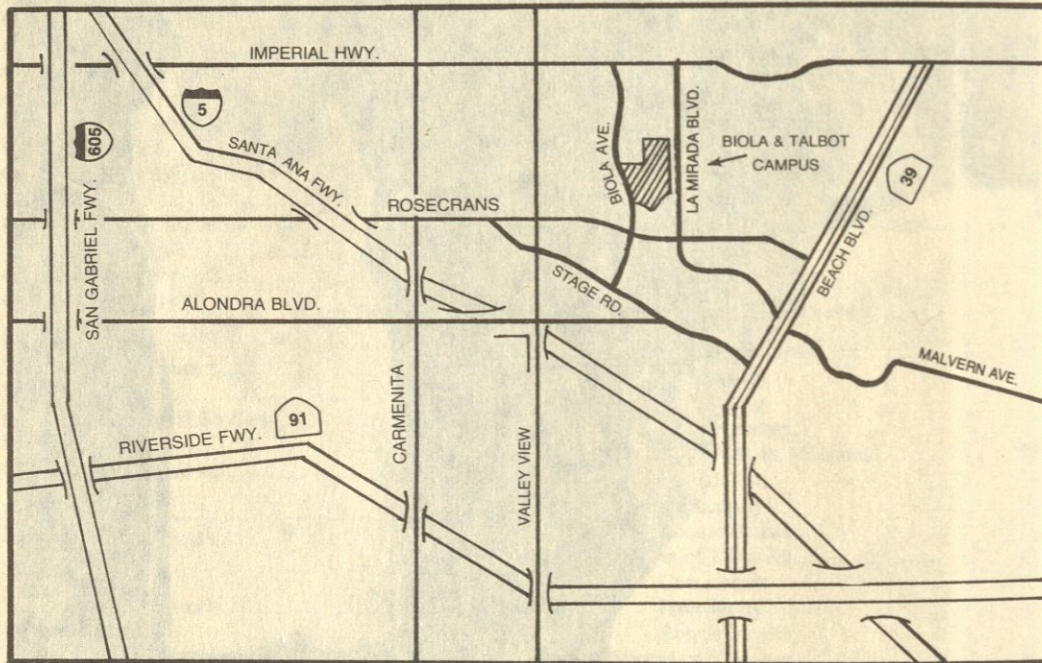 IMPERIAL HWY.
5
605
SANTA ANA FWY.
BIOLA AVE.
LA MIRADA BLVD.
BIOLA & TALBOT
CAMPUS
39
ROSECRANS
SAN GABRIEL FWY.
STAGE RD.
BEACH BLVD.
ALONDRA BLVD.
MALVERN AVE.
CARMENITA
91
RIVERSIDE FWY.
VALLEY VIEW